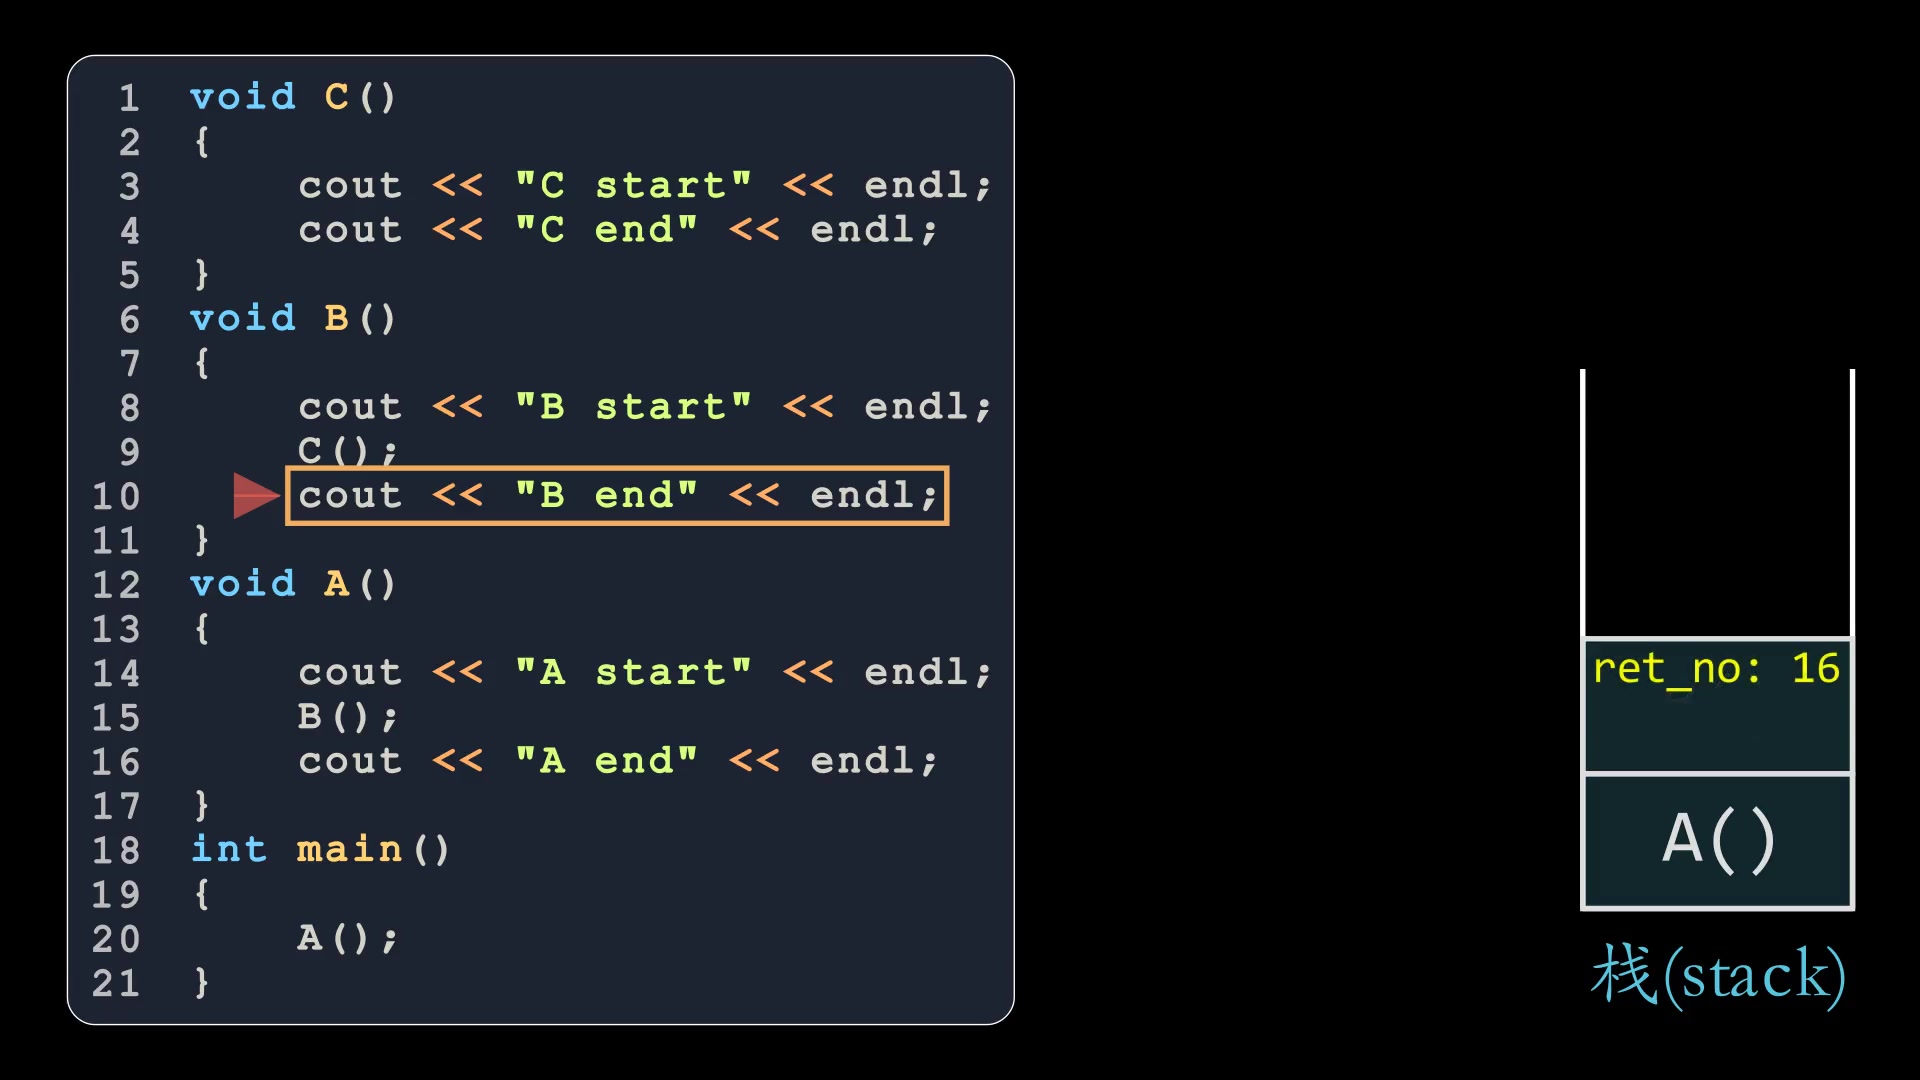 1 void C()
2 {
3     cout << "C start" << endl;
4     cout << "C end" << endl;
5 }
6 void B()
7 {
8     cout << "B start" << endl;
9     C();
10     cout << "B end" << endl;
11 }
12 void A()
13 {
14     cout << "A start" << endl;
15     B();
16     cout << "A end" << endl;
17 }
18 int main()
19 {
20     A();
21 }
ret_no: 16
A()
栈(stack)